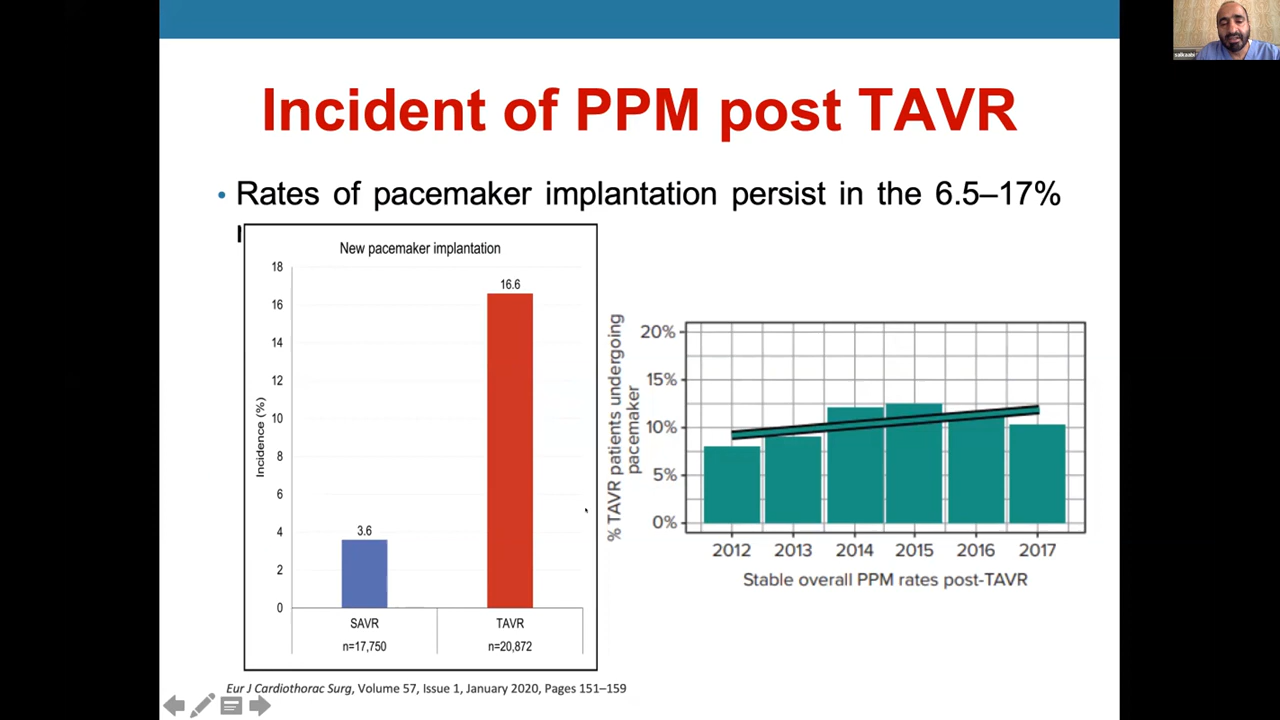 Incident of PPM post TAVR
• Rates of pacemaker implantation persist in the 6.5–17%
New pacemaker implantation
18
16
14
12
10
8
6
4
2
0
Incidence (%)
3.6
16.6
SAVR
TAVR
n=17,750
n=20,872
% TAVR patients undergoing
pacemaker
20%
15%
10%
5%
0%
2012 2013 2014 2015 2016 2017
Stable overall PPM rates post-TAVR
Eur J Cardiothorac Surg, Volume 57, Issue 1, January 2020, Pages 151–159